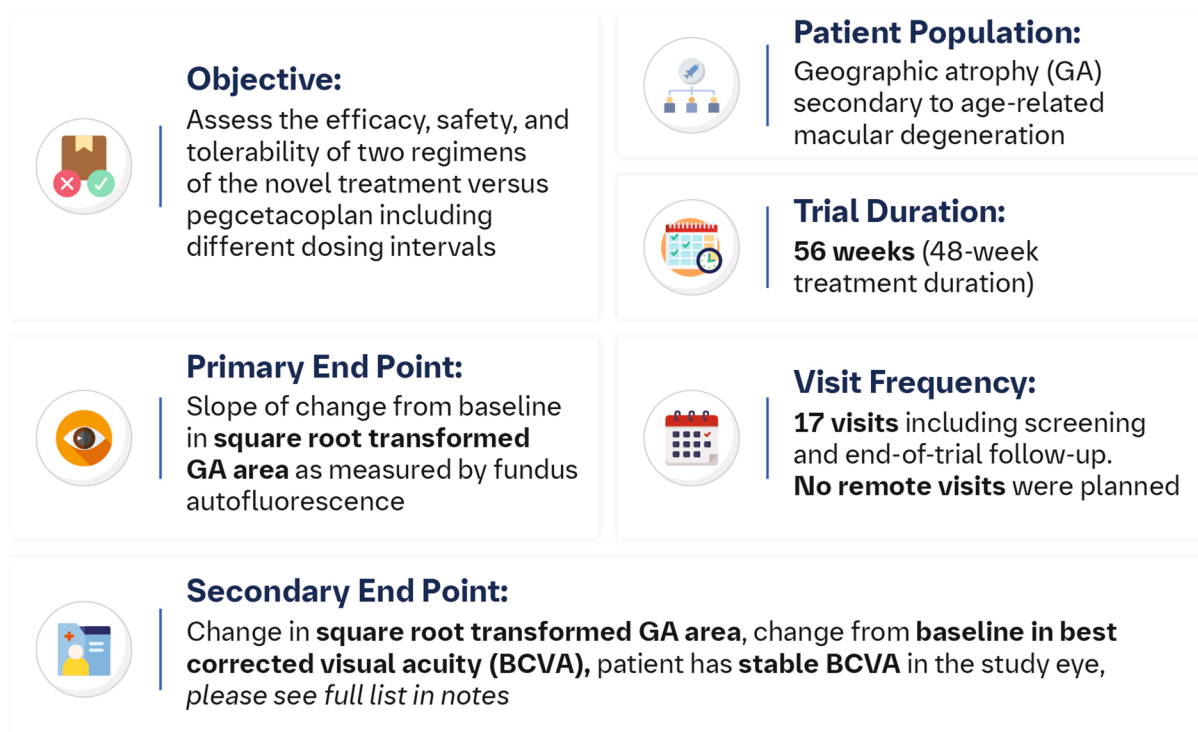 Objective:
Assess the efficacy, safety, and
tolerability of two regimens
of the novel treatment versus
pegcetacoplan including
different dosing intervals
Patient Population:
Geographic atrophy (GA)
secondary to age-related
macular degeneration
Trial Duration:
56 weeks (48-week
treatment duration)
Primary End Point:
Slope of change from baseline
in square root transformed
GA area as measured by fundus
autofluorescence
Visit Frequency:
17 visits including screening
and end-of-trial follow-up.
No remote visits were planned
Secondary End Point:
Change in square root transformed GA area, change from baseline in best
corrected visual acuity (BCVA), patient has stable BCVA in the study eye,
please see full list in notes